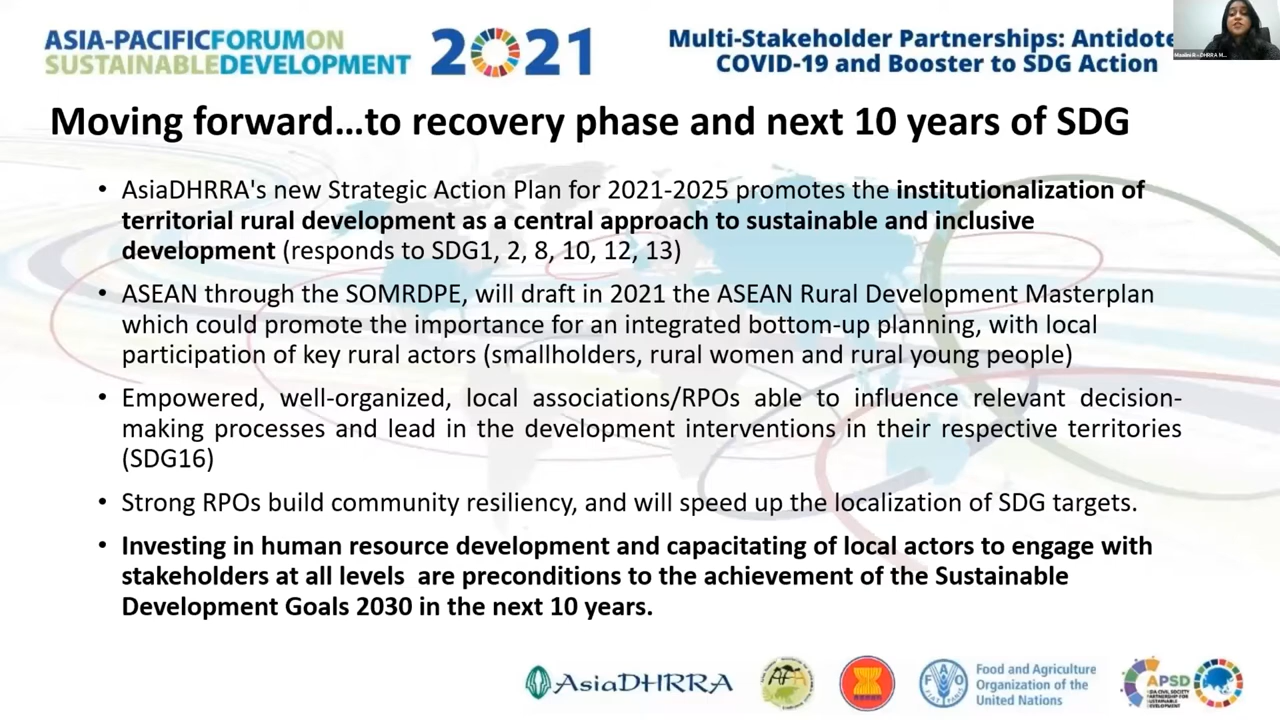 ASIA-PACIFICFORUMON
SUSTAINABLEDEVELOPMENT
2021
Multi-Stakeholder Partnerships: Antidote
COVID-19 and Booster to SDG Action
Moving forward...to recovery phase and next 10 years of SDG
• AsiaDHRRA's new Strategic Action Plan for 2021-2025 promotes the institutionalization of
territorial rural development as a central approach to sustainable and inclusive
development (responds to SDG1, 2, 8, 10, 12, 13)
• ASEAN through the SOMRDPE, will draft in 2021 the ASEAN Rural Development Masterplan
which could promote the importance for an integrated bottom-up planning, with local
participation of key rural actors (smallholders, rural women and rural young people)
• Empowered, well-organized, local associations/RPOs able to influence relevant decision-
making processes and lead in the development interventions in their respective territories
(SDG16)
• Strong RPOs build community resiliency, and will speed up the localization of SDG targets.
• Investing in human resource development and capacitating of local actors to engage with
stakeholders at all levels are preconditions to the achievement of the Sustainable
Development Goals 2030 in the next 10 years.
AsiaDHRRA
AFA
FAO
Food and Agriculture
Organization of the
United Nations
APSD